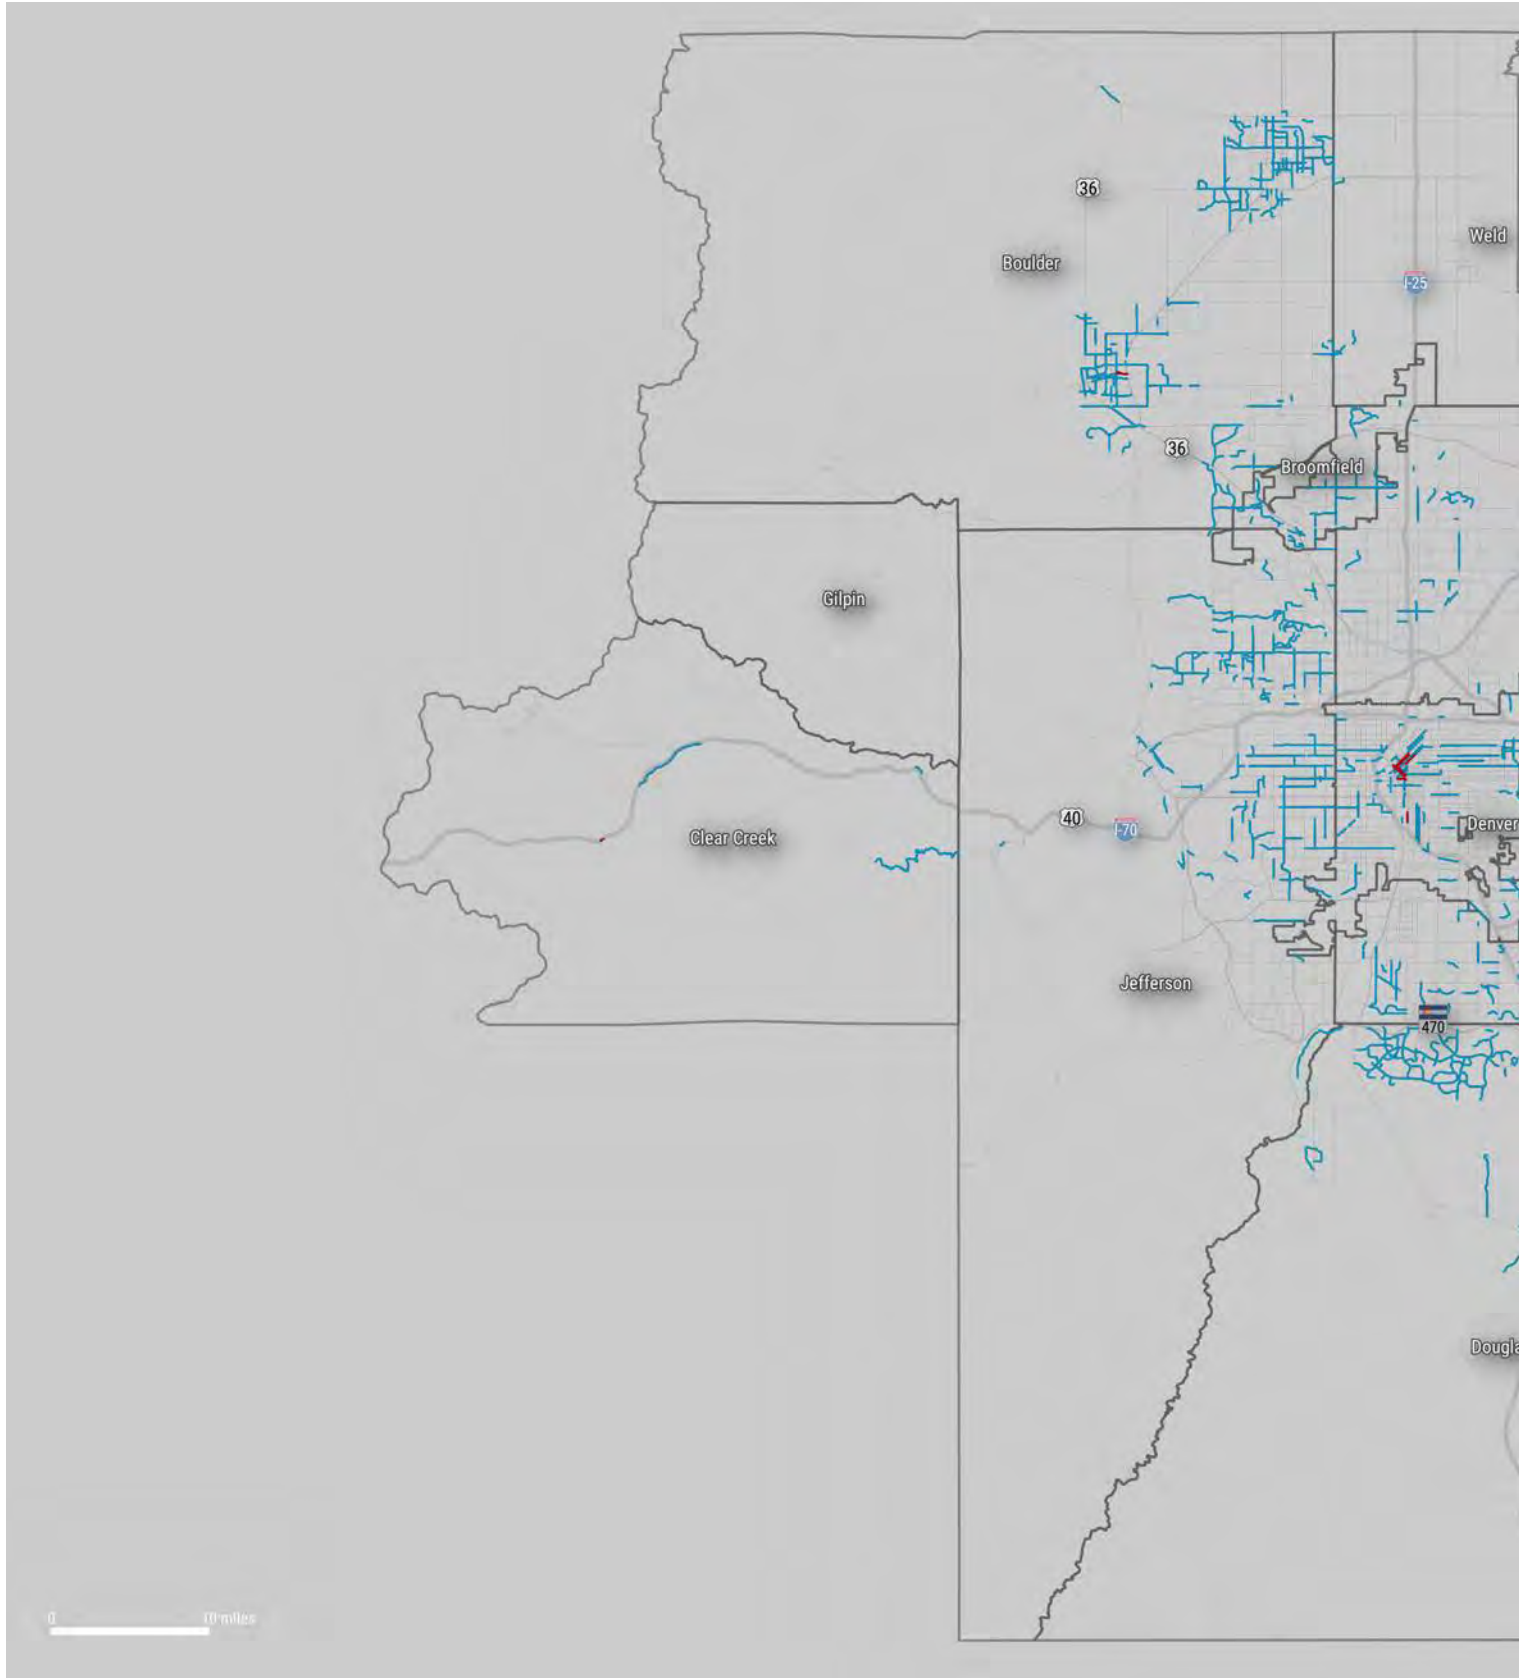 36
Weld
Boulder
I-25
36
Broomfield
Gilpin
40
I-70
Clear Creek
Denver
Jefferson
470
Dougla
0 10 miles